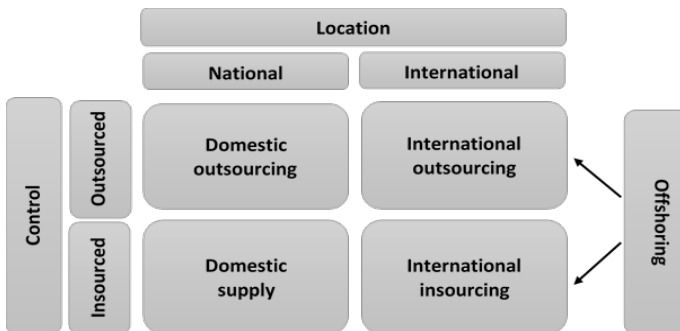 Location
National
International
Control
Outsourced
Domestic
outsourcing
International
outsourcing
Offshoring
Insourced
Domestic
supply
International
insourcing